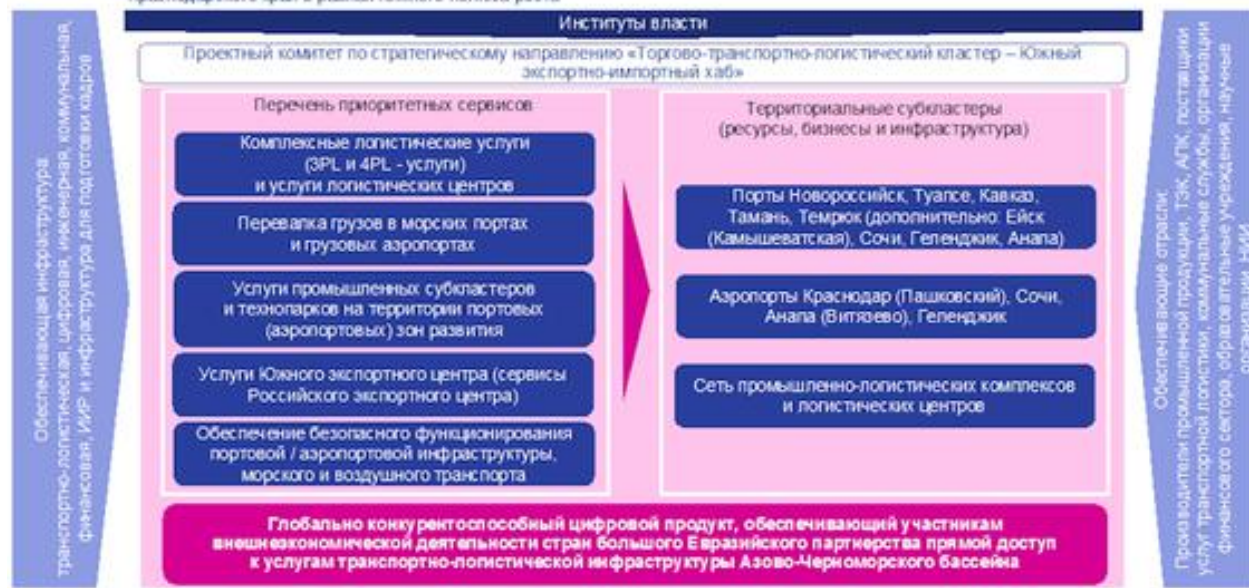 Институты власти
Проектный комитет по стратегическому направлению «Торгово-транспортно-логистический кластер – Южный
экспортно-импортный хаб»
Обеспечивающая инфраструктура
транспортно-логистическая, цифровая, инженерная, коммунальная,
финансовая, ИИР и инфраструктура для подготовки кадров
Перечень приоритетных сервисов
Комплексные логистические услуги
(3PL и 4PL - услуги)
и услуги логистических центров
Перевалка грузов в морских портах
и грузовых аэропортах
Услуги промышленных субкластеров
и технопарков на территории портовых
(аэропортовых) зон развития
Услуги Южного экспортного центра (сервисы
Российского экспортного центра)
Обеспечение безопасного функционирования
портовой / аэропортовой инфраструктуры,
морского и воздушного транспорта
Территориальные субкластеры
(ресурсы, бизнесы и инфраструктура)
Порты Новороссийск, Туапсе, Кавказ,
Тамань, Темрюк (дополнительно: Ейск
(Камышеватская), Сочи, Геленджик, Анапа)
Аэропорты Краснодар (Пашковский), Сочи,
Анапа (Витязево), Геленджик
Сеть промышленно-логистических комплексов
и логистических центров
Глобально конкурентоспособный цифровой продукт, обеспечивающий участникам
внешнеэкономической деятельности стран большого Евразийского партнерства прямой доступ
к услугам транспортно-логистической инфраструктуры Азово-Черноморского бассейна
Обеспечивающие отрасли
Производители промышленной продукции, ТЭК, АПК, поставщики
услуг транспортной логистики, коммунальные службы, организации
финансового сектора, образовательные учреждения, научные
организации, НИИ